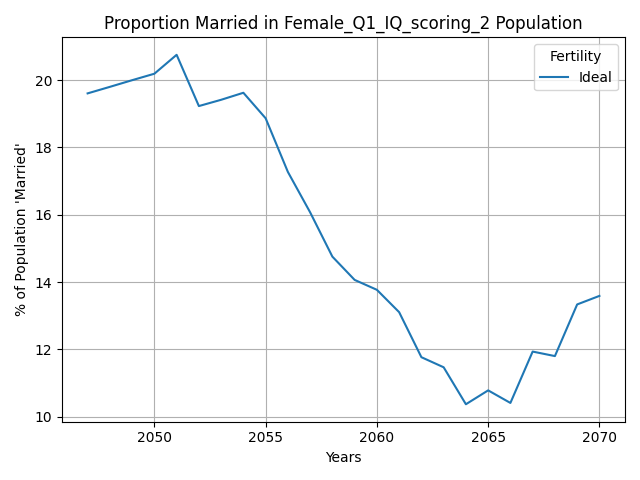 Proportion Married in Female_Q1_IQ_scoring_2 Population
Fertility
Ideal
% of Population 'Married'
20
18
16
14
12
10
2050 2055 2060 2065 2070
Years